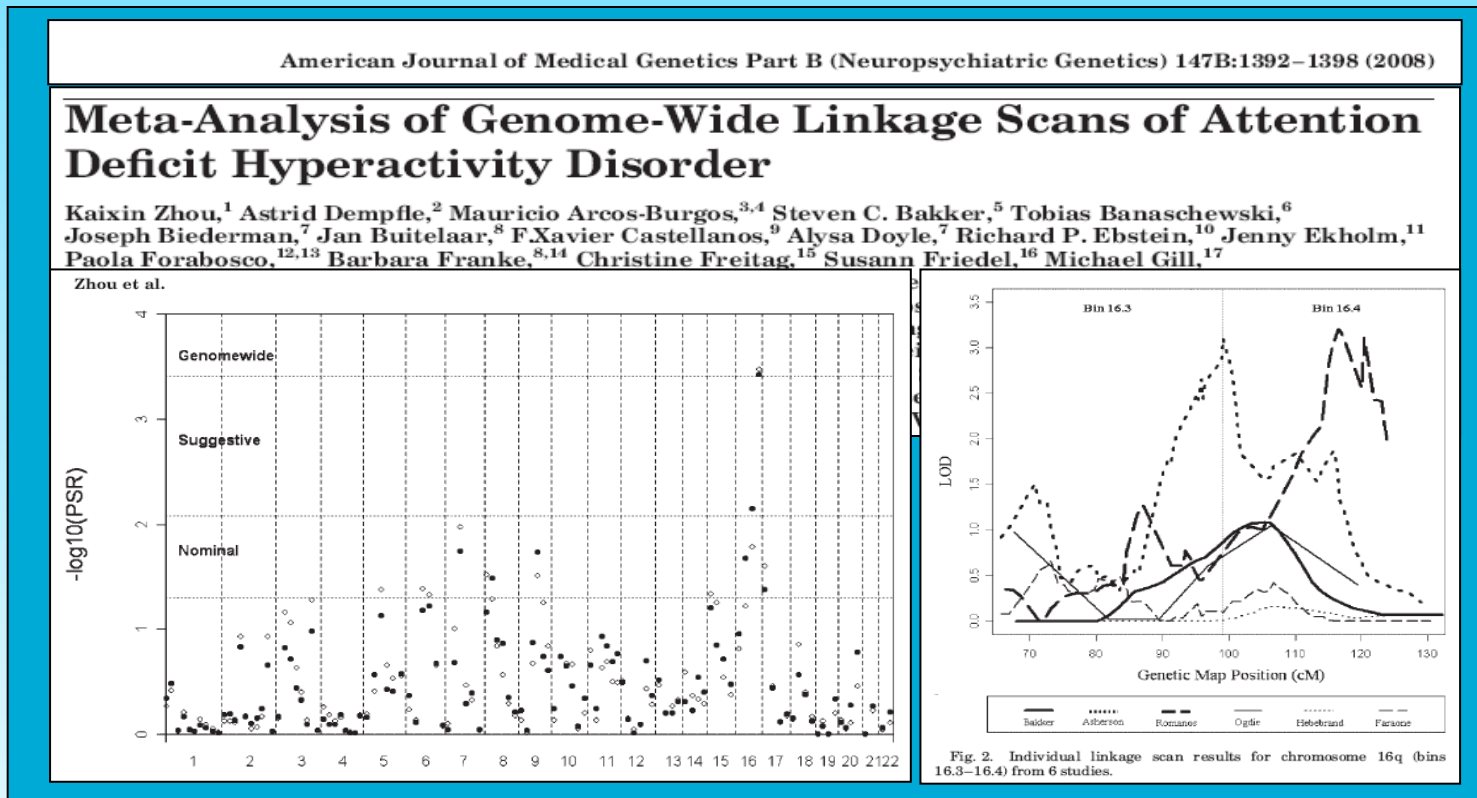 American Journal of Medical Genetics Part B (Neuropsychiatric Genetics) 147B:1392–1398 (2008)
Meta-Analysis of Genome-Wide Linkage Scans of Attention
Deficit Hyperactivity Disorder
Kaixin Zhou,1 Astrid Dempfle,2 Mauricio Arcos-Burgos,3,4 Steven C. Bakker,5 Tobias Banaschewski,6
Joseph Biederman,7 Jan Buitelaar,8 F.Xavier Castellanos,9 Alysa Doyle,7 Richard P. Ebstein,10 Jenny Ekholm,11
Paola Forabosco,12,13 Barbara Franke,8,14 Christine Freitag,15 Susann Friedel,16 Michael Gill,17
Zhou et al.
4
Genomewide
3
Suggestive
2
Nominal
1
0
-log10(PSR)
1 2 3 4 5 6 7 8 9 10 11 12 13 14 15 16 17 18 19 20 21 22
Bin 16.3 Bin 16.4
3.5
3.0
2.5
2.0
1.5
1.0
0.5
0.0
LOD
70 80 90 100 110 120 130
Genetic Map Position (cM)
Bakker Asherson Romanos Ogdie Hebebrand Faraone
Fig. 2. Individual linkage scan results for chromosome 16q (bins
16.3–16.4) from 6 studies.